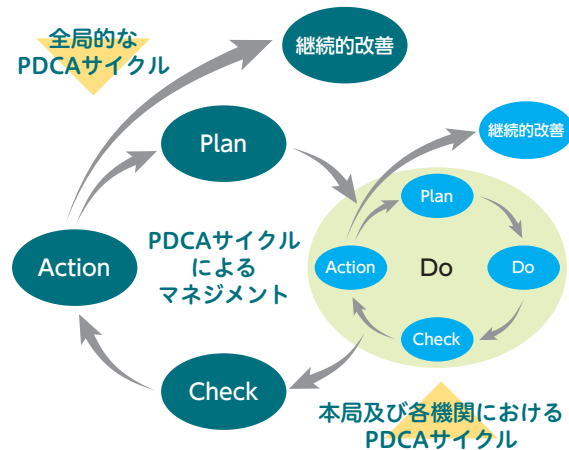 全局的な
PDCAサイクル
継続的改善
Plan
継続的改善
Plan
PDCAサイクル
による
マネジメント
Action
Action
Do
Do
Check
Check
本局及び各機関における
PDCAサイクル